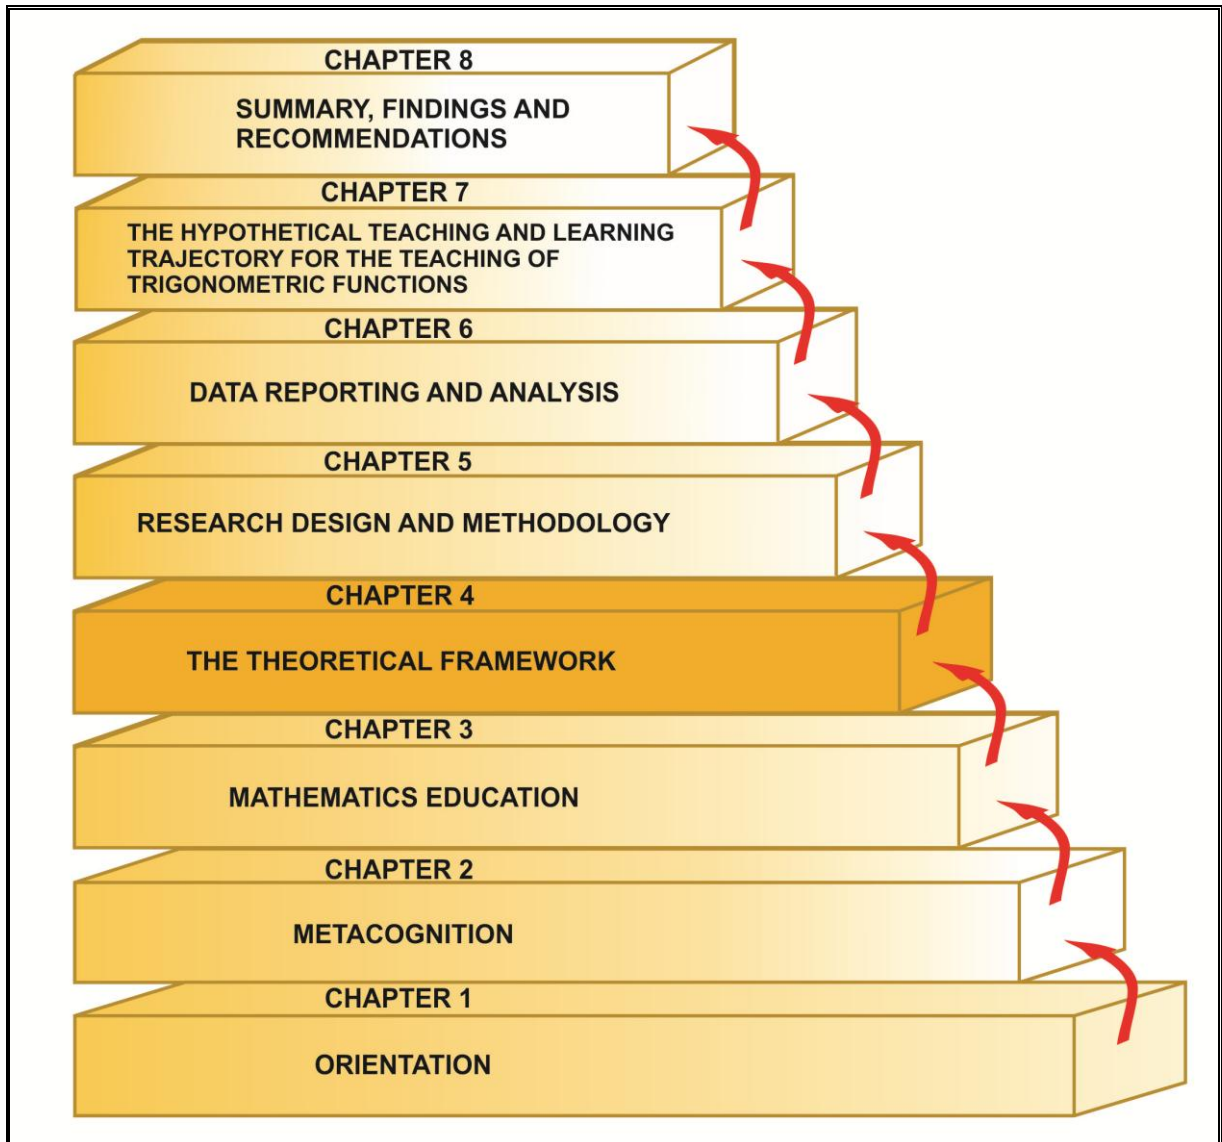 CHAPTER 8
SUMMARY, FINDINGS AND
RECOMMENDATIONS
CHAPTER 7
THE HYPOTHETICAL TEACHING AND LEARNING
TRAJECTORY FOR THE TEACHING OF
TRIGONOMETRIC FUNCTIONS
CHAPTER 6
DATA REPORTING AND ANALYSIS
CHAPTER 5
RESEARCH DESIGN AND METHODOLOGY
CHAPTER 4
THE THEORETICAL FRAMEWORK
CHAPTER 3
MATHEMATICS EDUCATION
CHAPTER 2
METACOGNITION
CHAPTER 1
ORIENTATION